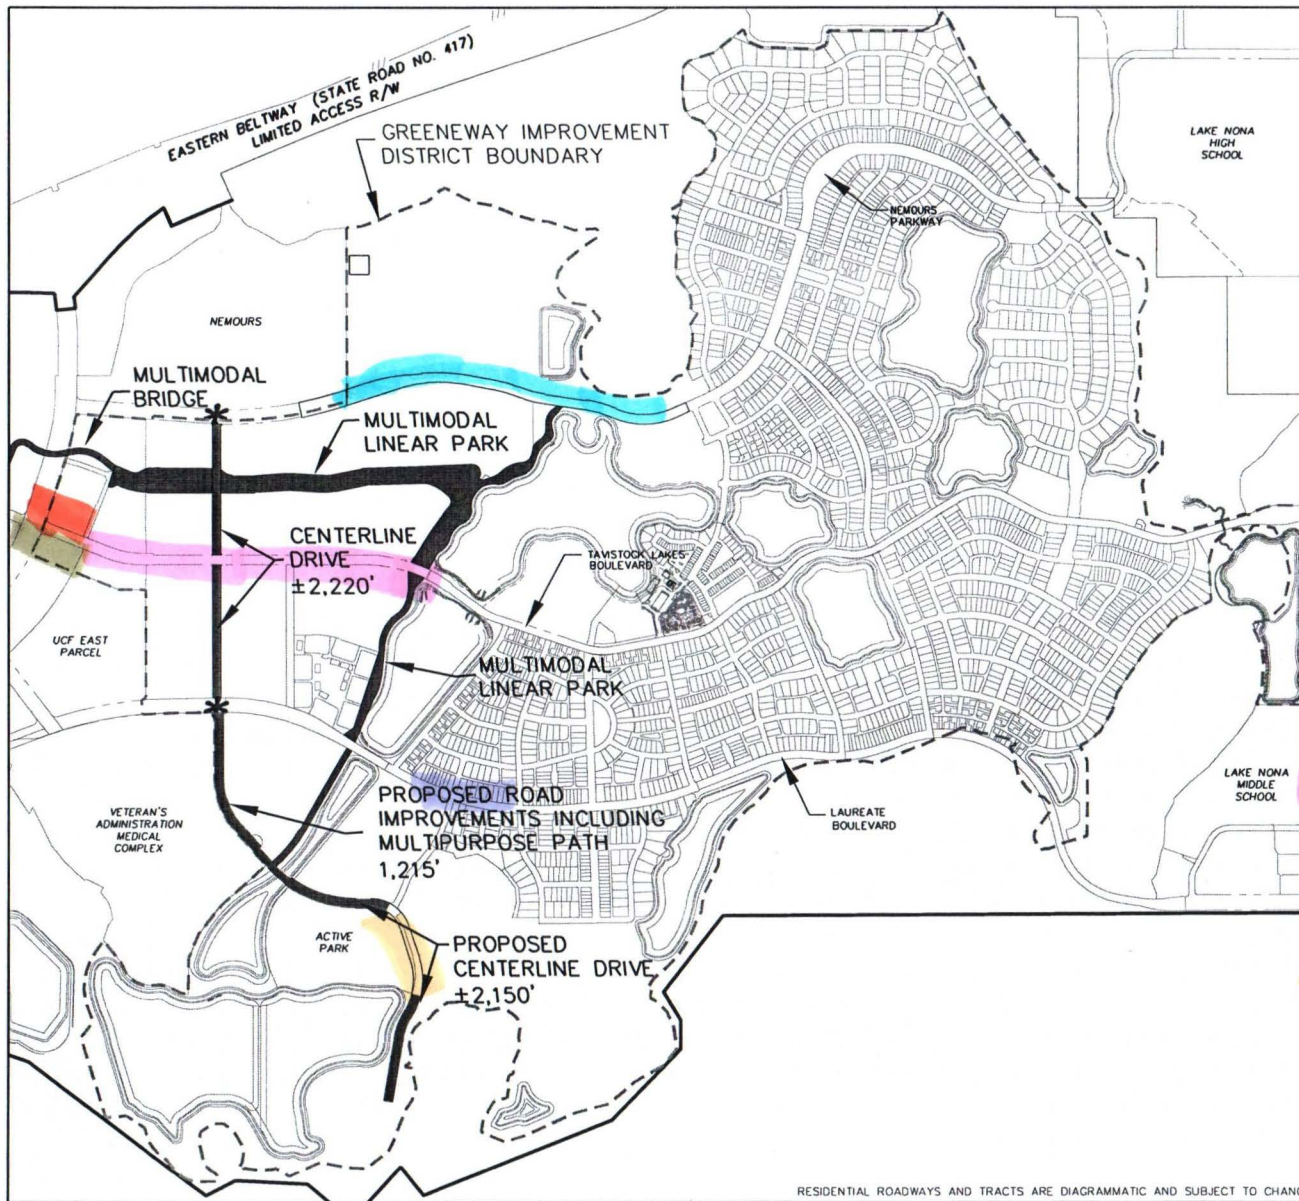 EASTERN BELTWAY (STATE ROAD NO. 417)
LIMITED ACCESS R/W
GREENEWAY IMPROVEMENT
DISTRICT BOUNDARY
LAKE NONA
HIGH
SCHOOL
NEMOURS
PARKWAY
NEMOURS
MULTIMODAL
BRIDGE
MULTIMODAL
LINEAR PARK
CENTERLINE
DRIVE
±2,220'
TAVISTOCK LAKES
BOULEVARD
UCF EAST
PARCEL
MULTIMODAL
LINEAR PARK
PROPOSED ROAD
IMPROVEMENTS INCLUDING
MULTIPURPOSE PATH
1,215'
VETERAN'S
ADMINISTRATION
MEDICAL
COMPLEX
LAUREATE
BOULEVARD
LAKE NONA
MIDDLE
SCHOOL
ACTIVE
PARK
PROPOSED
CENTERLINE DRIVE
±2,150'
RESIDENTIAL ROADWAYS AND TRACTS ARE DIAGRAMMATIC AND SUBJECT TO CHAN